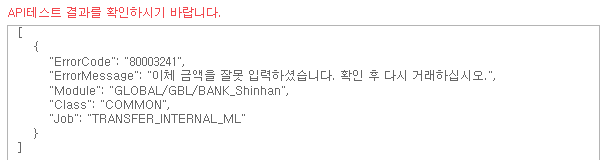 API테스트 결과를 확인하시기 바랍니다.
[
{
"ErrorCode": "80003241",
"ErrorMessage": "이체 금액을 잘못 입력하셨습니다. 확인 후 다시 거래하십시오.",
"Module": "GLOBAL/GBL/BANK_Shinhan",
"Class": "COMMON",
"Job": "TRANSFER_INTERNAL_ML"
}
]